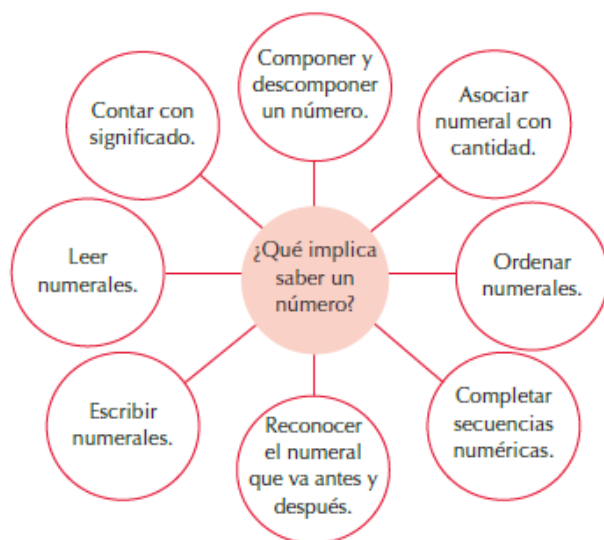 Componer y
descomponer
un número.
Asociar
numeral con
cantidad.
Ordenar
numerales.
Completar
secuencias
numéricas.
Reconocer
el numeral
que va antes y
después.
Escribir
numerales.
Leer
numerales.
Contar con
significado.
¿Qué implica
saber un
número?